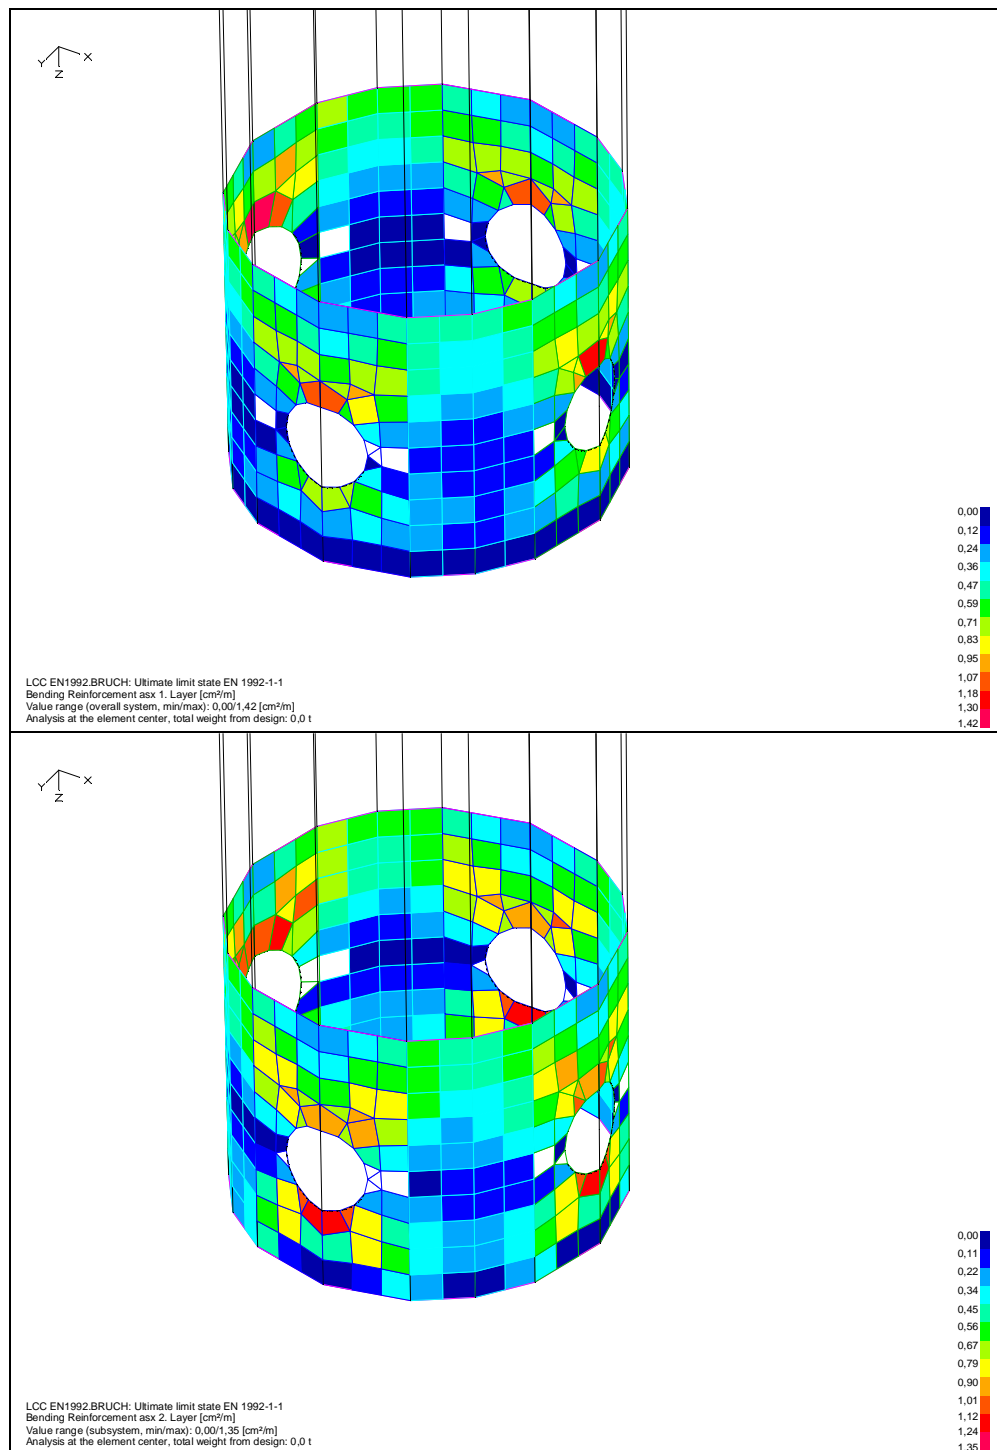 Y X
Z
0,00
0,12
0,24
0,36
0,47
0,59
0,71
0,83
0,95
1,07
1,18
1,30
1,42
LCC EN1992.BRUCH: Ultimate limit state EN 1992-1-1
Bending Reinforcement asx 1. Layer [cm²/m]
Value range (overall system, min/max): 0,00/1,42 [cm²/m]
Analysis at the element center, total weight from design: 0,0 t
Y X
Z
0,00
0,11
0,22
0,34
0,45
0,56
0,67
0,79
0,90
1,01
1,12
1,24
1,35
LCC EN1992.BRUCH: Ultimate limit state EN 1992-1-1
Bending Reinforcement asx 2. Layer [cm²/m]
Value range (subsystem, min/max): 0,00/1,35 [cm²/m]
Analysis at the element center, total weight from design: 0,0 t